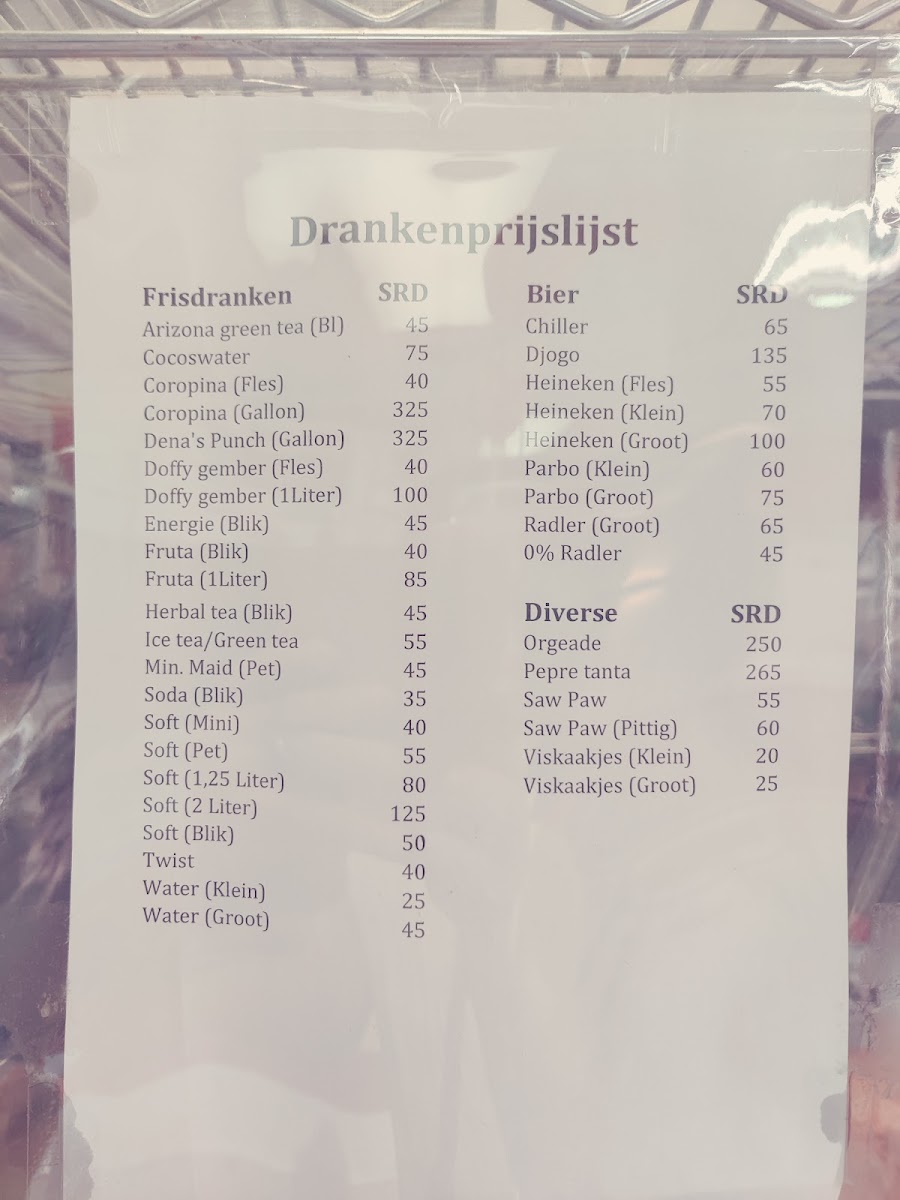 Drankenprijslijst
Frisdranken SRD
Arizona green tea (Bl) 45
Cocoswater 75
Coropina (Fles) 40
Coropina (Gallon) 325
Dena's Punch (Gallon) 325
Doffy gember (Fles) 40
Doffy gember (1Liter) 100
Energie (Blik) 45
Fruta (Blik) 40
Fruta (1Liter) 85
Herbal tea (Blik) 45
Ice tea/Green tea 55
Min. Maid (Pet) 45
Soda (Blik) 35
Soft (Mini) 40
Soft (Pet) 55
Soft (1,25 Liter) 80
Soft (2 Liter) 125
Soft (Blik) 50
Twist 40
Water (Klein) 25
Water (Groot) 45
Bier SRD
Chiller 65
Djogo 135
Heineken (Fles) 55
Heineken (Klein) 70
Heineken (Groot) 100
Parbo (Klein) 60
Parbo (Groot) 75
Radler (Groot) 65
0% Radler 45
Diverse SRD
Orgeade 250
Pepre tanta 265
Saw Paw 55
Saw Paw (Pittig) 60
Viskaakjes (Klein) 20
Viskaakjes (Groot) 25